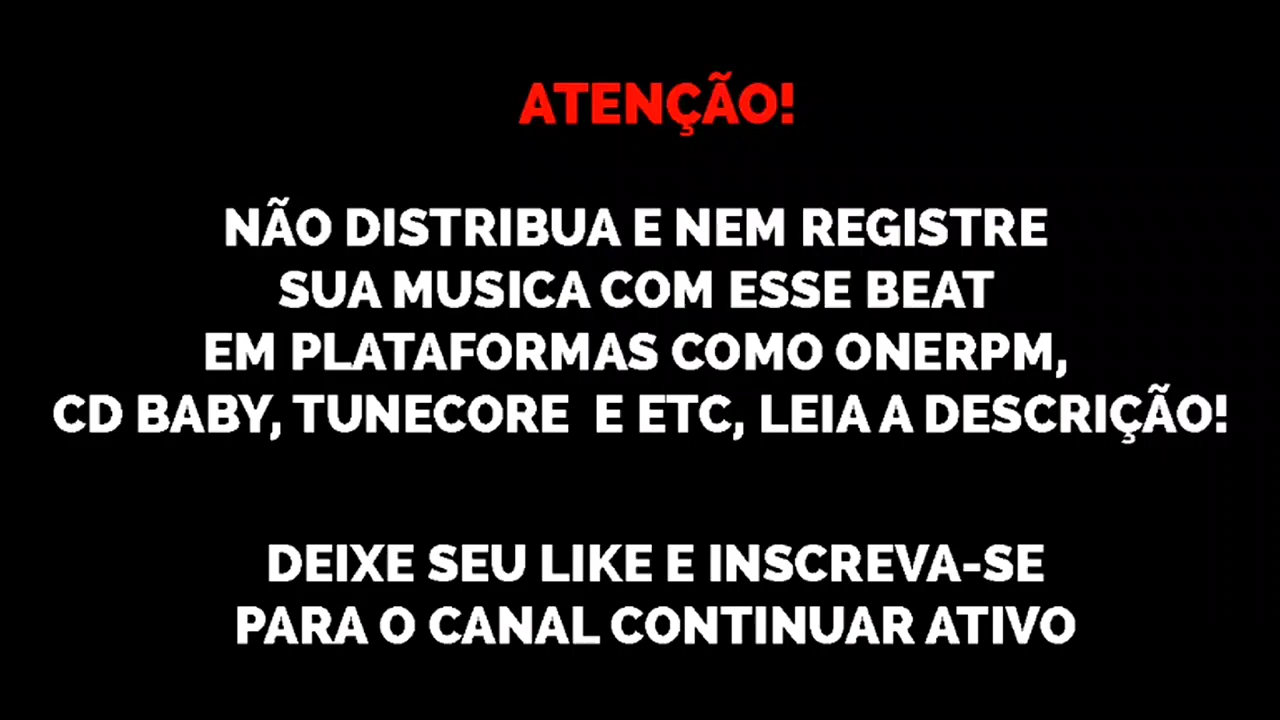 ATENÇÃO!
NÃO DISTRIBUA E NEM REGISTRE
SUA MUSICA COM ESSE BEAT
EM PLATAFORMAS COMO ONERPM,
CD BABY, TUNECORE E ETC, LEIA A DESCRIÇÃO!
DEIXE SEU LIKE E INSCREVA-SE
PARA O CANAL CONTINUAR ATIVO